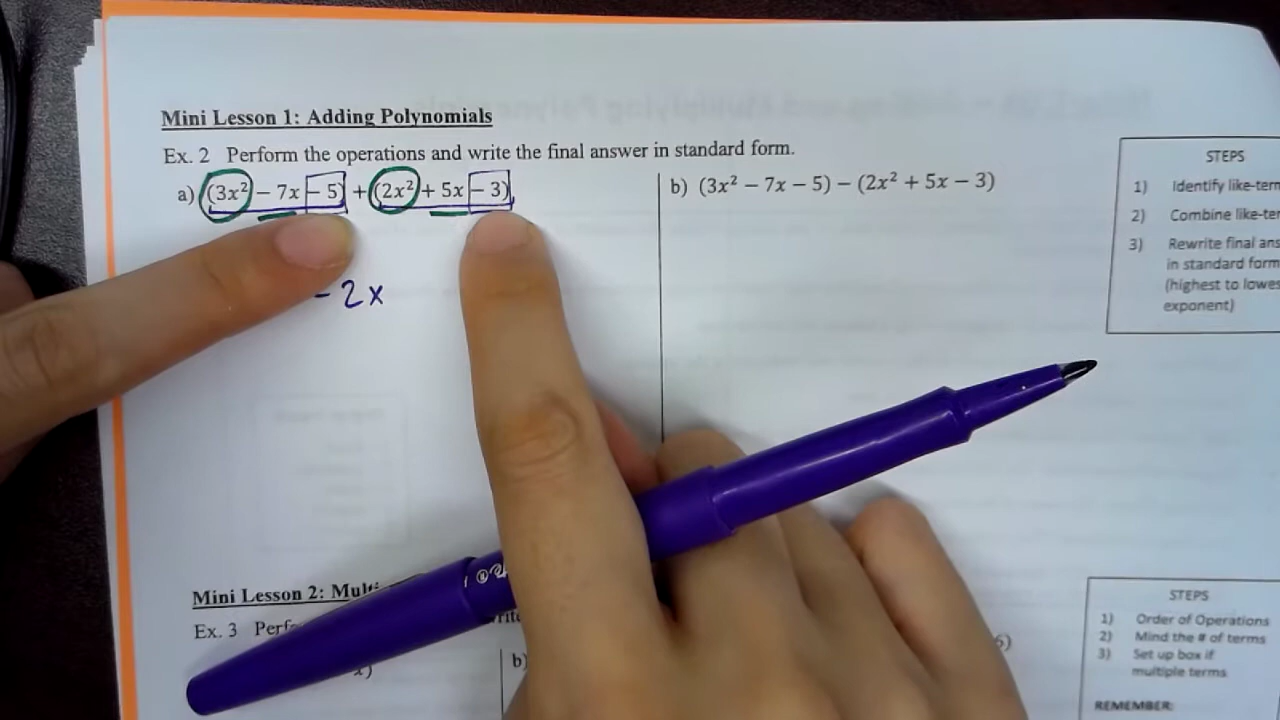 Mini Lesson 1: Adding Polynomials
Ex. 2 Perform the operations and write the final answer in standard form.
a) (3x² − 7x − 5) + (2x² + 5x − 3)
b) (3x² − 7x − 5) − (2x² + 5x − 3)
− 2x
STEPS
1) Identify like-tern
2) Combine like-ter
3) Rewrite final ans
in standard form
(highest to lowes
exponent)
Mini Lesson 2: Multi
Ex. 3 Perf
b)
x)
STEPS
1) Order of Operations
2) Mind the # of terms
3) Set up box if
multiple terms
REMEMBER: